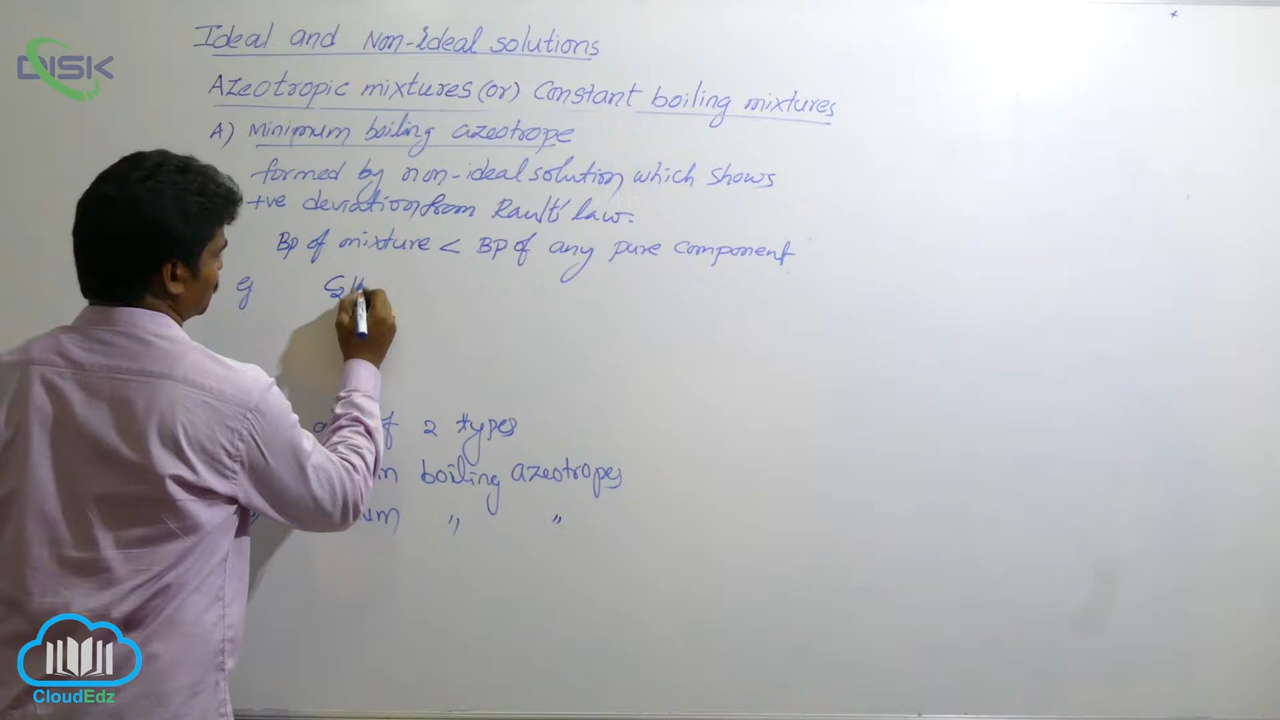 DISK
Ideal and Non-ideal solutions
Azeotropic mixtures (or) Constant boiling mixtures
A) Minimum boiling azeotrope
formed by non-ideal solution which shows
+ve deviation from Rault' law.
Bp of mixture < BP of any pure component
eg C2H
2 types
boiling azeotropes
" "
CloudEdz